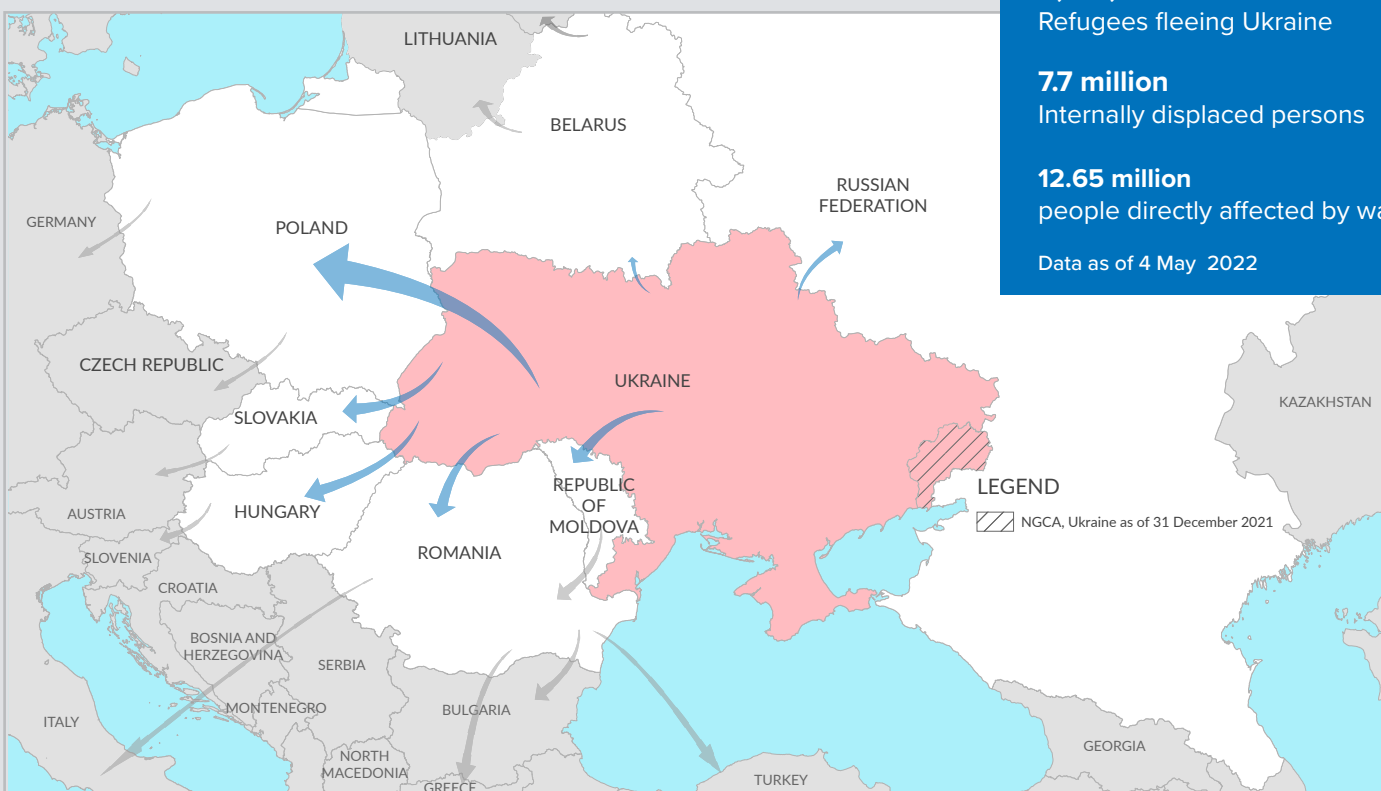 Refugees fleeing Ukraine
7.7 million
Internally displaced persons
12.65 million
people directly affected by
Data as of 4 May 2022
LITHUANIA
BELARUS
RUSSIAN
FEDERATION
GERMANY
POLAND
CZECH REPUBLIC
UKRAINE
SLOVAKIA
KAZAKHSTAN
REPUBLIC
OF
MOLDOVA
LEGEND
NGCA, Ukraine as of 31 December 2021
AUSTRIA
HUNGARY
ROMANIA
SLOVENIA
CROATIA
BOSNIA AND
HERZEGOVINA
SERBIA
MONTENEGRO
BULGARIA
ITALY
NORTH
MACEDONIA
GREECE
TURKEY
GEORGIA